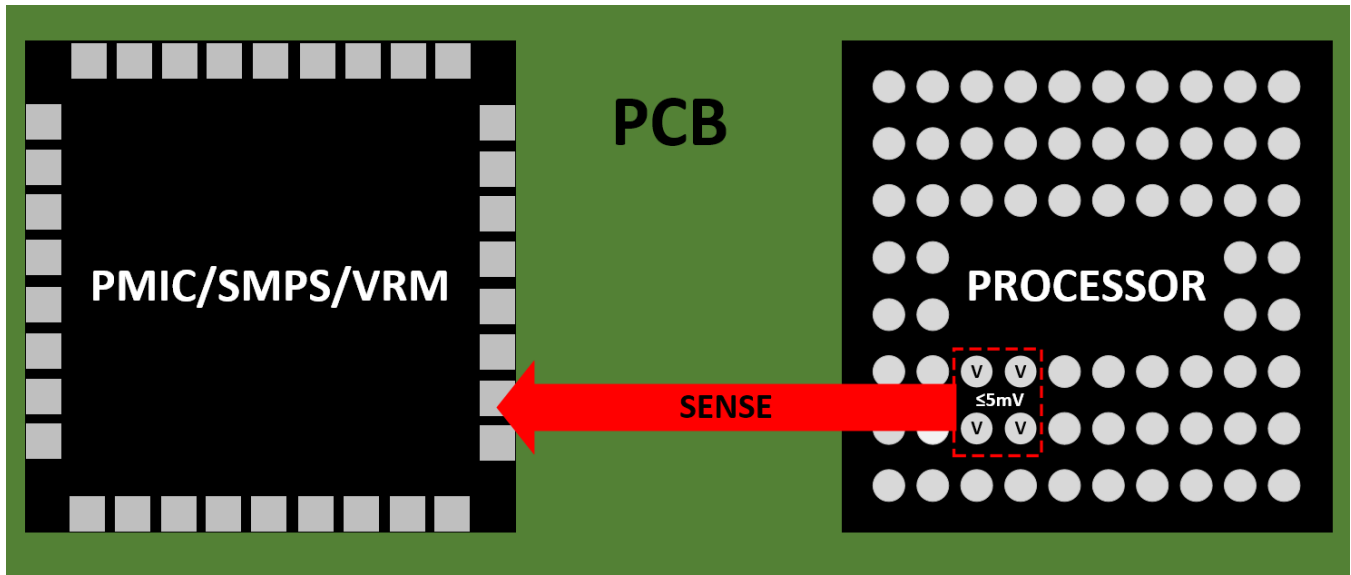 PCB
PMIC/SMPS/VRM
PROCESSOR
V V
≤5mV
SENSE
V V